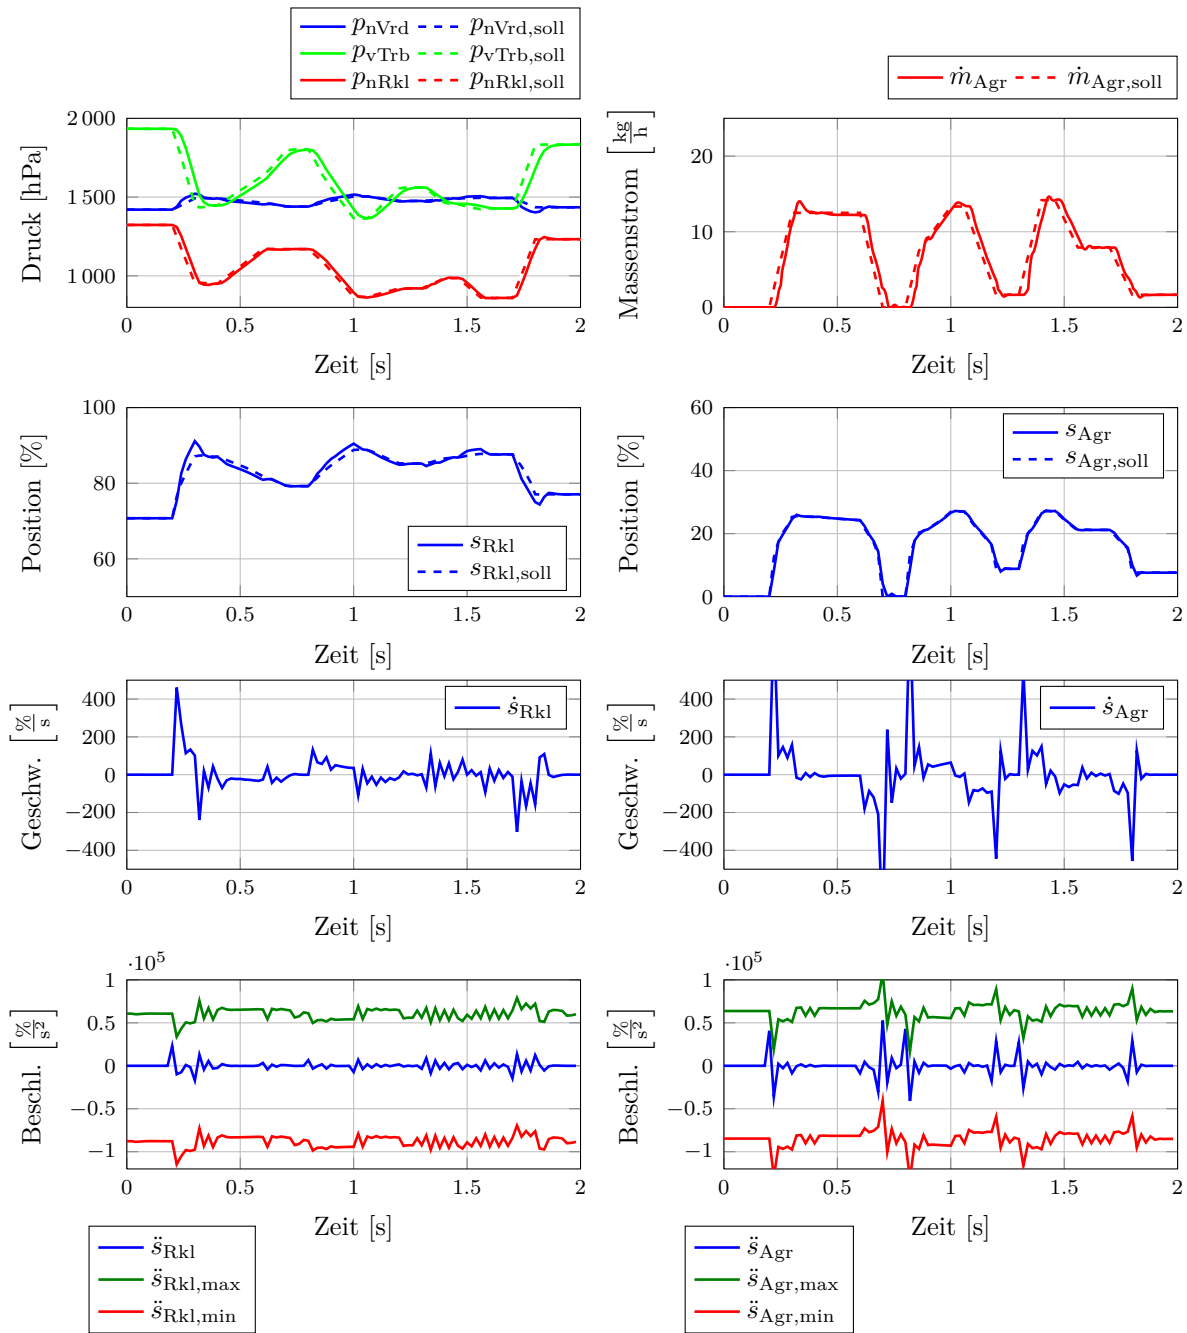 p_nVrd p_nVrd,soll
p_vTrb p_vTrb,soll
p_nRkl p_nRkl,soll
ṁ_Agr ṁ_Agr,soll
Druck [hPa]
2 000
1 500
1 000
0 0.5 1 1.5 2
Zeit [s]
Massenstrom [kg/h]
20
10
0
0 0.5 1 1.5 2
Zeit [s]
Position [%]
100
80
60
s_Rkl
s_Rkl,soll
0 0.5 1 1.5 2
Zeit [s]
Position [%]
60
40
20
0
s_Agr
s_Agr,soll
0 0.5 1 1.5 2
Zeit [s]
Geschw. [%/s]
400
200
0
−200
−400
ṡ_Rkl
0 0.5 1 1.5 2
Zeit [s]
Geschw. [%/s]
400
200
0
−200
−400
ṡ_Agr
0 0.5 1 1.5 2
Zeit [s]
Beschl. [%/s²]
·10⁵
1
0.5
0
−0.5
−1
0 0.5 1 1.5 2
Zeit [s]
s̈_Rkl
s̈_Rkl,max
s̈_Rkl,min
Beschl. [%/s²]
·10⁵
1
0.5
0
−0.5
−1
0 0.5 1 1.5 2
Zeit [s]
s̈_Agr
s̈_Agr,max
s̈_Agr,min